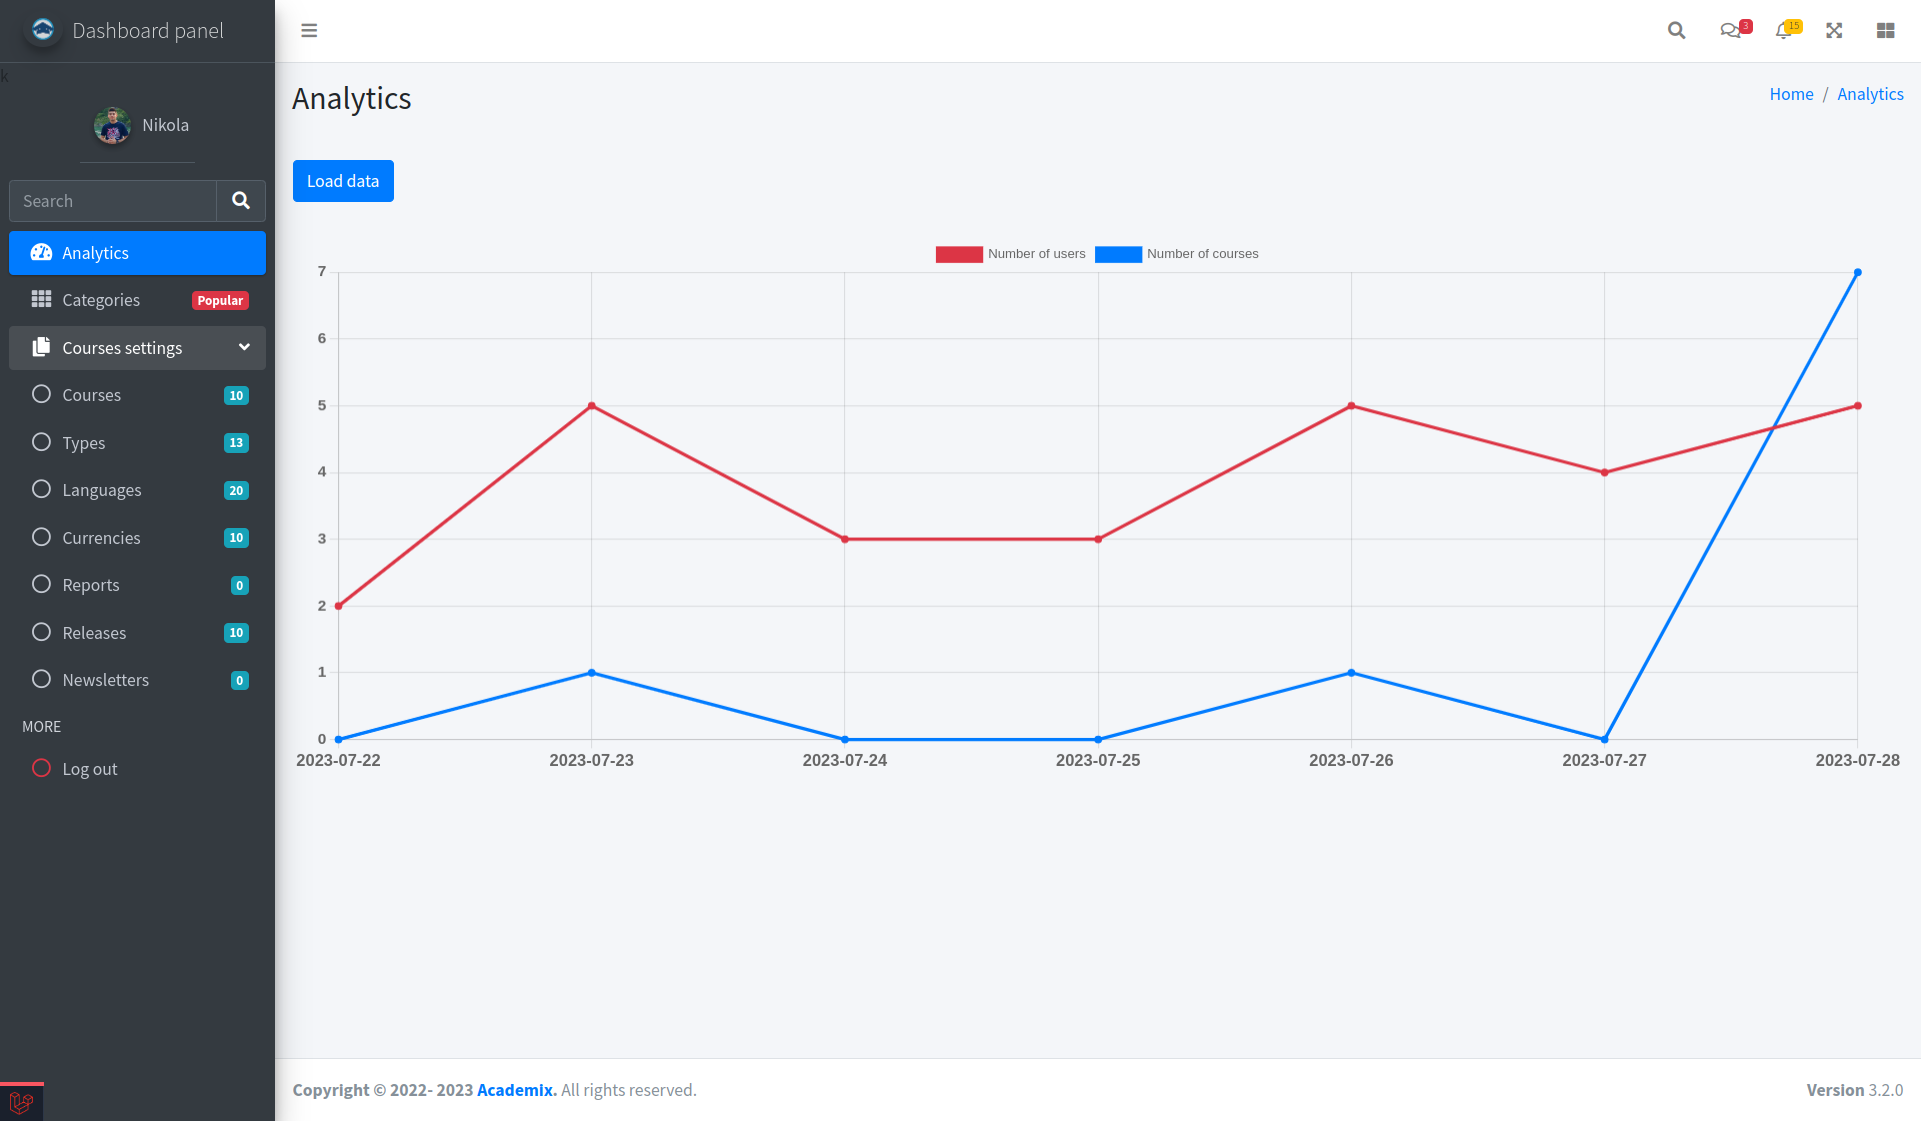 Dashboard panel
3
15
k
Nikola
Search
Analytics
Categories Popular
Courses settings
Courses 10
Types 13
Languages 20
Currencies 10
Reports 0
Releases 10
Newsletters 0
MORE
Log out
Analytics
Home / Analytics
Load data
Number of users Number of courses
7
6
5
4
3
2
1
0
2023-07-22 2023-07-23 2023-07-24 2023-07-25 2023-07-26 2023-07-27 2023-07-28
Copyright © 2022- 2023 Academix. All rights reserved.
Version 3.2.0